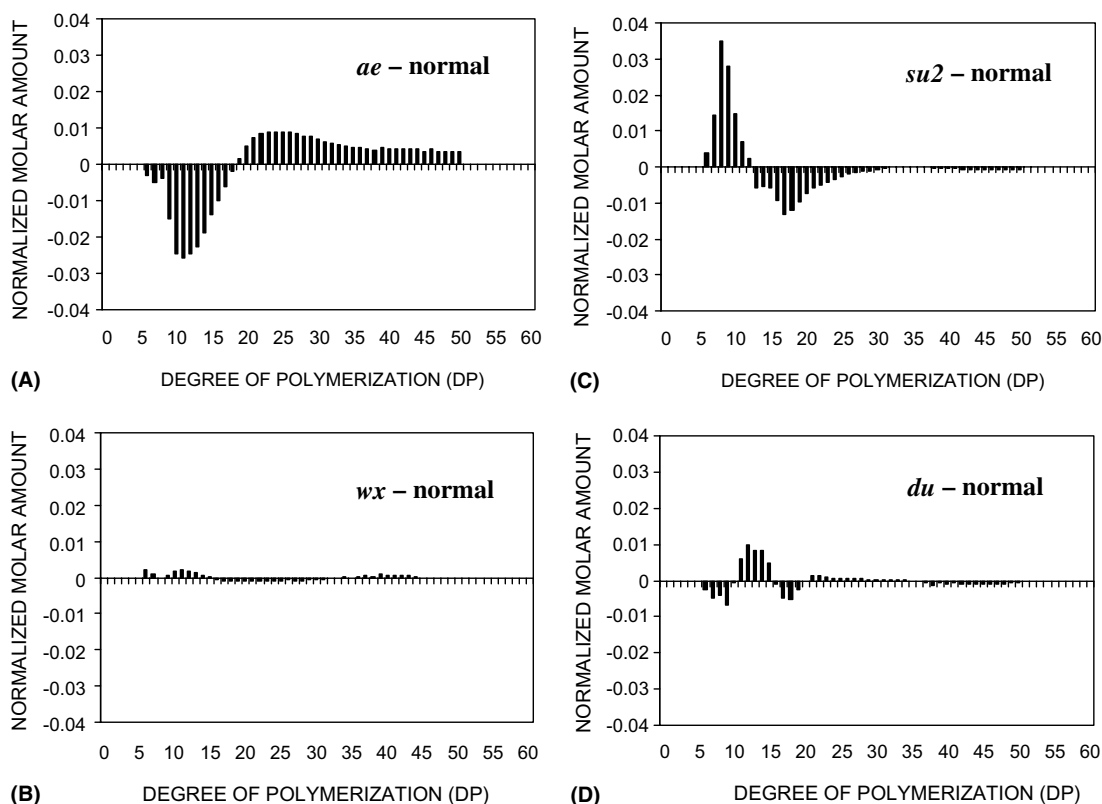 NORMALIZED MOLAR AMOUNT
0.04
0.03
0.02
0.01
0
-0.01
-0.02
-0.03
-0.04
ae – normal
0 5 10 15 20 25 30 35 40 45 50 55 60
(A) DEGREE OF POLYMERIZATION (DP)
NORMALIZED MOLAR AMOUNT
0.04
0.03
0.02
0.01
0
-0.01
-0.02
-0.03
-0.04
su2 – normal
0 5 10 15 20 25 30 35 40 45 50 55 60
(C) DEGREE OF POLYMERIZATION (DP)
NORMALIZED MOLAR AMOUNT
0.04
0.03
0.02
0.01
0
-0.01
-0.02
-0.03
-0.04
wx – normal
0 5 10 15 20 25 30 35 40 45 50 55 60
(B) DEGREE OF POLYMERIZATION (DP)
NORMALIZED MOLAR AMOUNT
0.04
0.03
0.02
0.01
0
-0.01
-0.02
-0.03
-0.04
du – normal
0 5 10 15 20 25 30 35 40 45 50 55 60
(D) DEGREE OF POLYMERIZATION (DP)